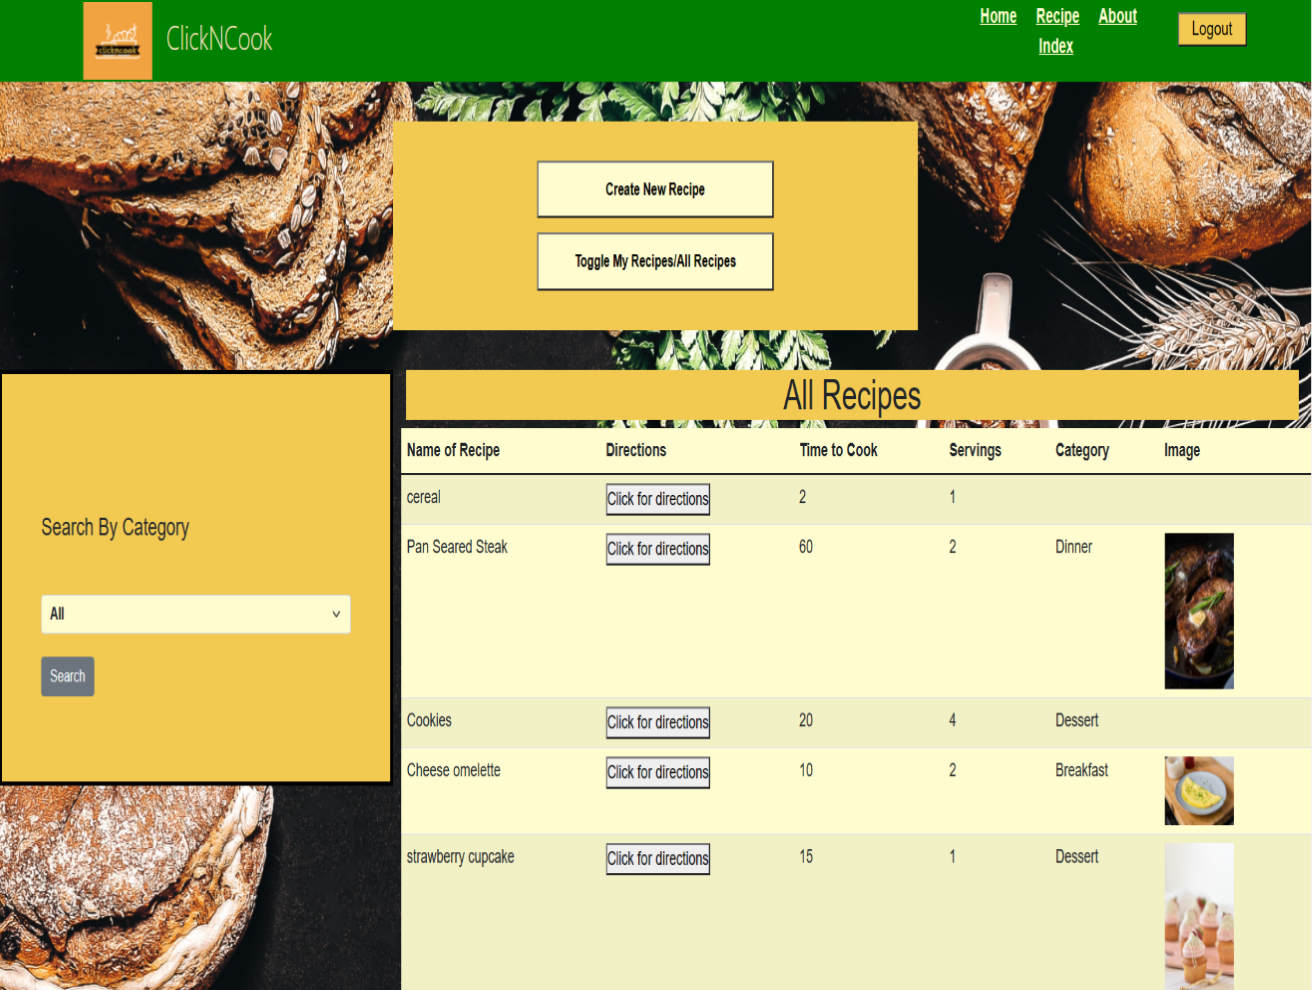 clickncook
ClickNCook
Home Recipe About
Index
Logout
Create New Recipe
Toggle My Recipes/All Recipes
Search By Category
All
Search
All Recipes
Name of Recipe Directions Time to Cook Servings Category Image
cereal Click for directions 2 1
Pan Seared Steak Click for directions 60 2 Dinner
Cookies Click for directions 20 4 Dessert
Cheese omelette Click for directions 10 2 Breakfast
strawberry cupcake Click for directions 15 1 Dessert